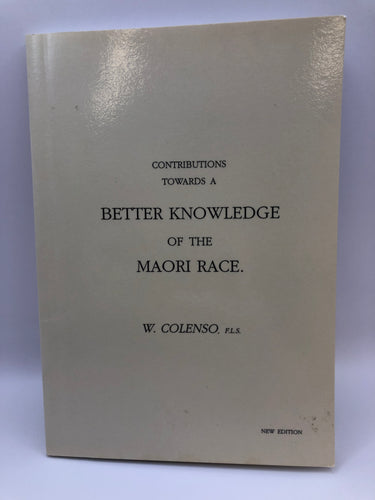 CONTRIBUTIONS
TOWARDS A
BETTER KNOWLEDGE
OF THE
MAORI RACE.
W. COLENSO, F.L.S.
NEW EDITION